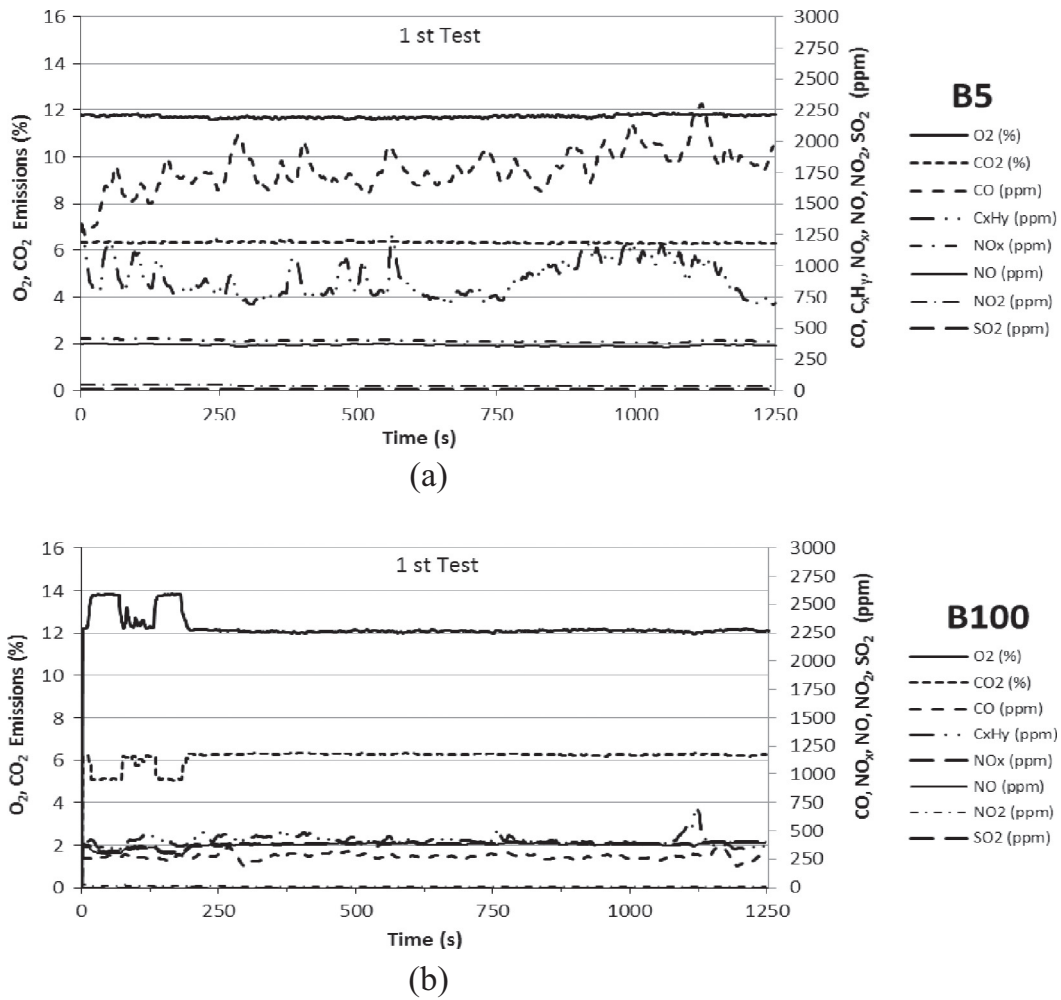 1 st Test
O₂, CO₂ Emissions (%)
16
14
12
10
8
6
4
2
0
3000
2750
2500
2250
2000
1750
1500
1250
1000
750
500
250
0
CO, CₓHᵧ, NOₓ, NO, NO₂, SO₂ (ppm)
0 250 500 750 1000 1250
Time (s)
B5
O2 (%)
CO2 (%)
CO (ppm)
CxHy (ppm)
NOx (ppm)
NO (ppm)
NO2 (ppm)
SO2 (ppm)
(a)
1 st Test
O₂, CO₂ Emissions (%)
16
14
12
10
8
6
4
2
0
3000
2750
2500
2250
2000
1750
1500
1250
1000
750
500
250
0
CO, NOₓ, NO, NO₂, SO₂ (ppm)
0 250 500 750 1000 1250
Time (s)
B100
O2 (%)
CO2 (%)
CO (ppm)
CxHy (ppm)
NOx (ppm)
NO (ppm)
NO2 (ppm)
SO2 (ppm)
(b)